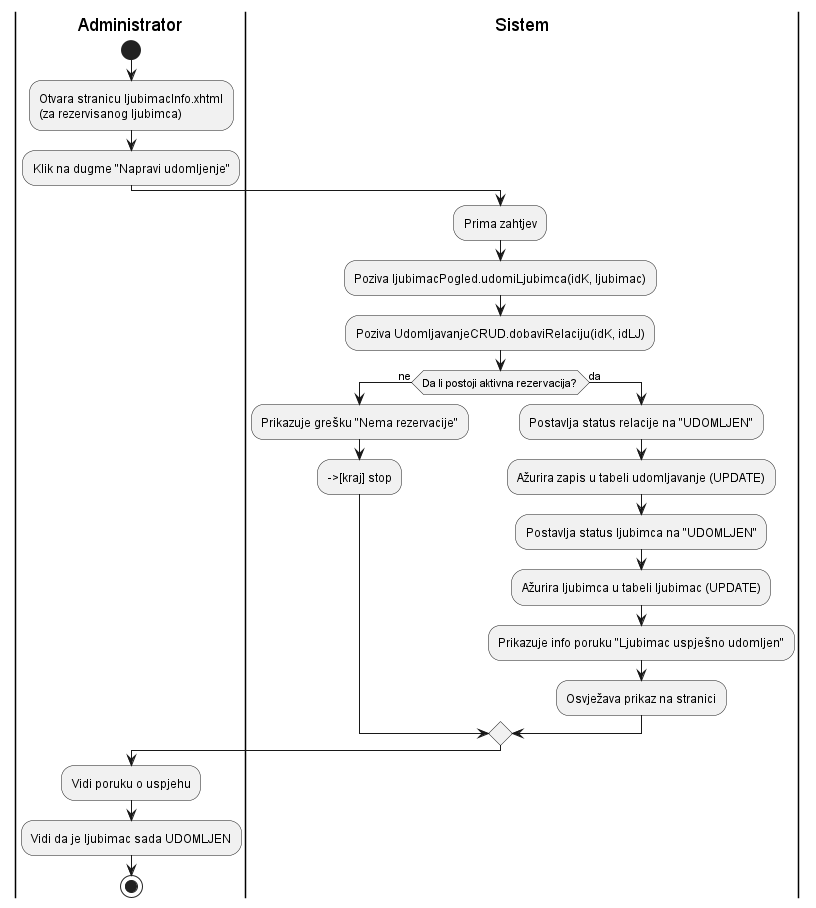 Administrator
Sistem
Otvara stranicu ljubimacInfo.xhtml
(za rezervisanog ljubimca)
Klik na dugme "Napravi udomljenje"
Prima zahtjev
Poziva ljubimacPogled.udomiLjubimca(idK, ljubimac)
Poziva UdomljavanjeCRUD.dobaviRelaciju(idK, idLJ)
ne
Da li postoji aktivna rezervacija?
da
Prikazuje grešku "Nema rezervacije"
->[kraj] stop
Postavlja status relacije na "UDOMLJEN"
Ažurira zapis u tabeli udomljavanje (UPDATE)
Postavlja status ljubimca na "UDOMLJEN"
Ažurira ljubimca u tabeli ljubimac (UPDATE)
Prikazuje info poruku "Ljubimac uspješno udomljen"
Osvježava prikaz na stranici
Vidi poruku o uspjehu
Vidi da je ljubimac sada UDOMLJEN